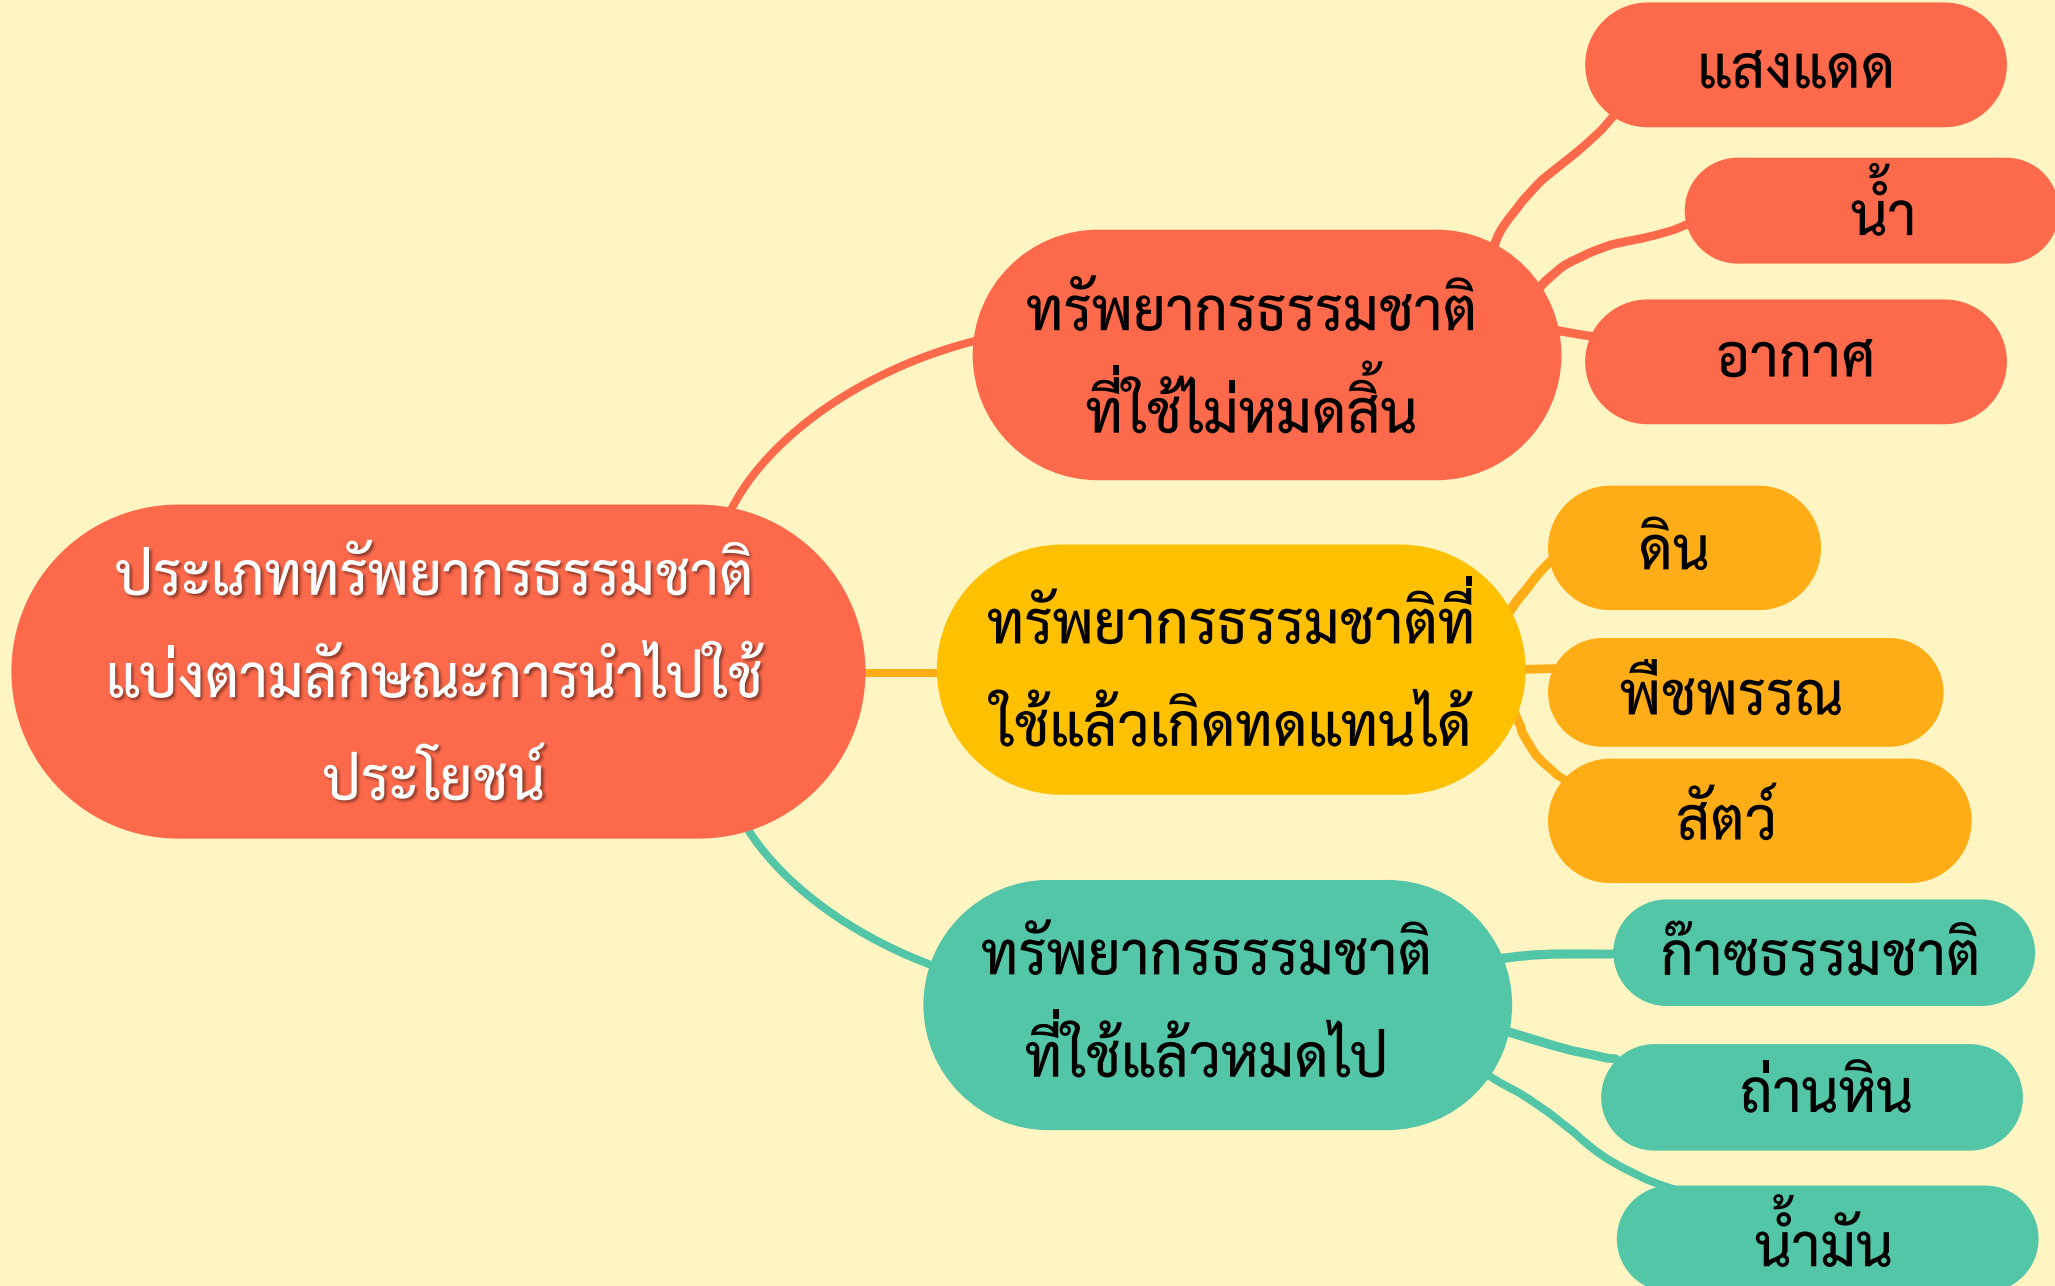 ประเภททรัพยากรธรรมชาติ
แบ่งตามลักษณะการนำไปใช้
ประโยชน์
ทรัพยากรธรรมชาติ
ที่ใช้ไม่หมดสิ้น
แสงแดด
น้ำ
อากาศ
ทรัพยากรธรรมชาติที่
ใช้แล้วเกิดทดแทนได้
ดิน
พืชพรรณ
สัตว์
ทรัพยากรธรรมชาติ
ที่ใช้แล้วหมดไป
ก๊าซธรรมชาติ
ถ่านหิน
น้ำมัน